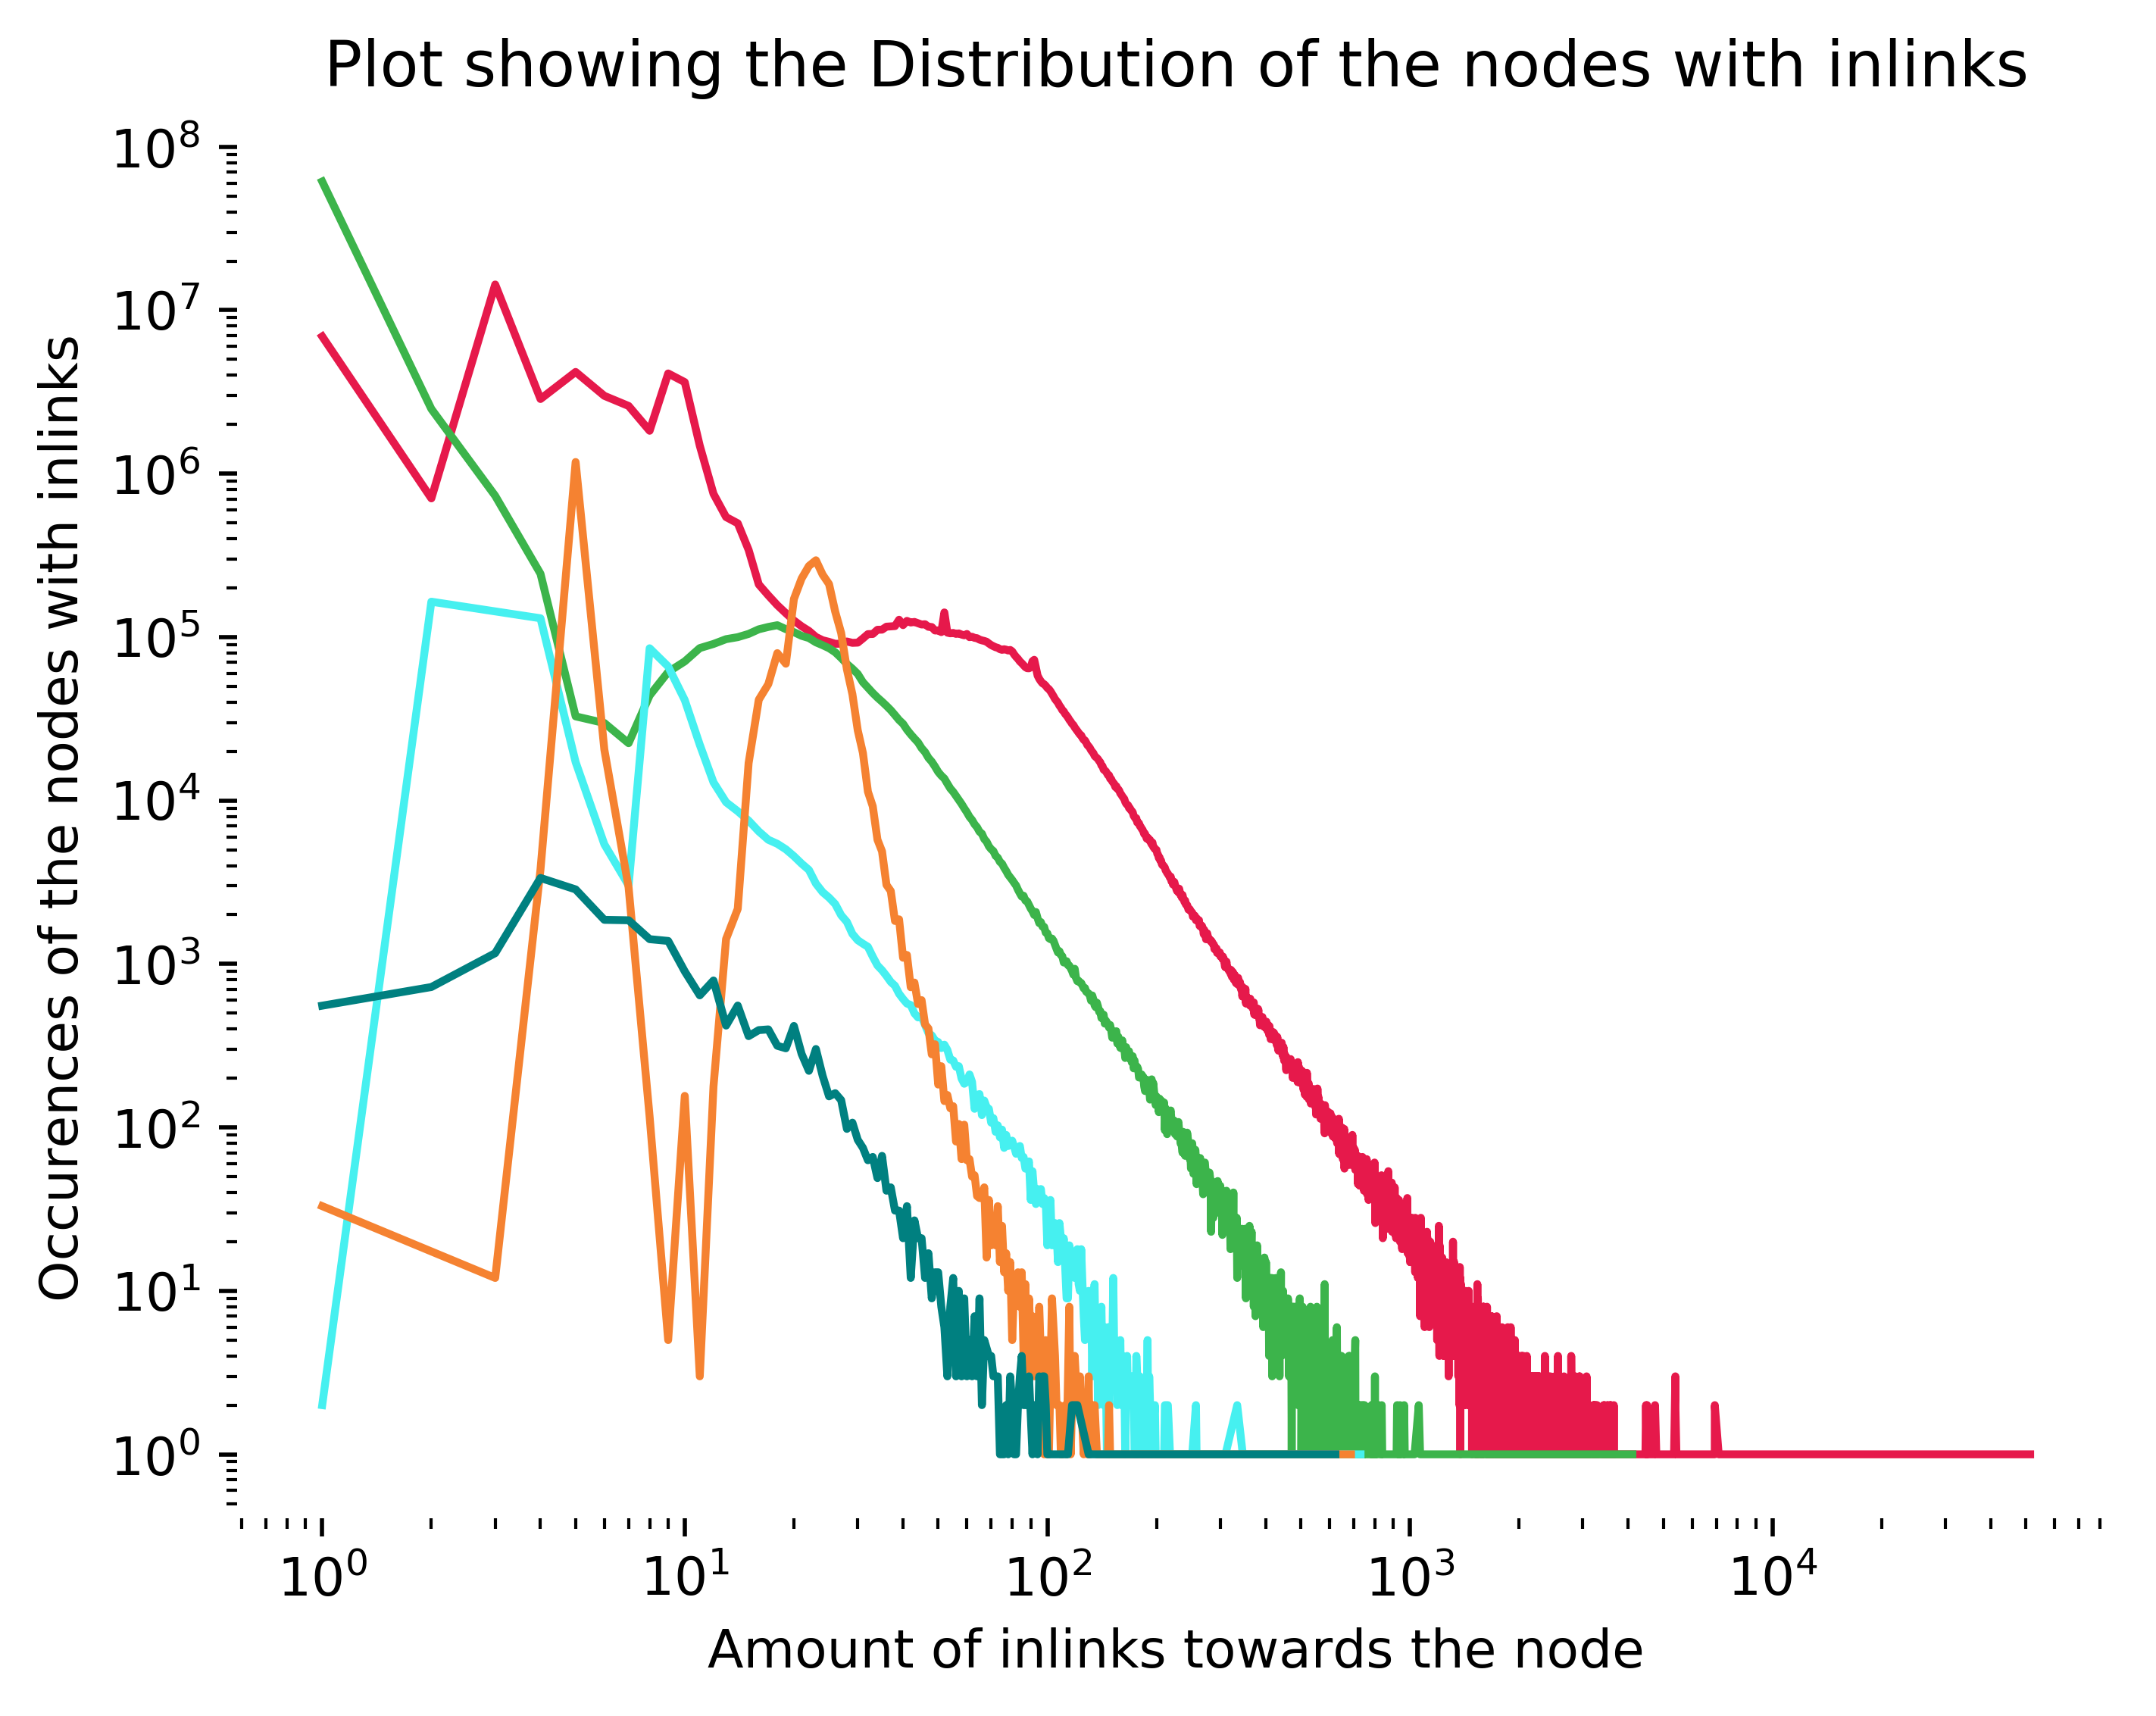 Plot showing the Distribution of the nodes with inlinks
Occurences of the nodes with inlinks
10⁸
10⁷
10⁶
10⁵
10⁴
10³
10²
10¹
10⁰
10⁰ 10¹ 10² 10³ 10⁴
Amount of inlinks towards the node